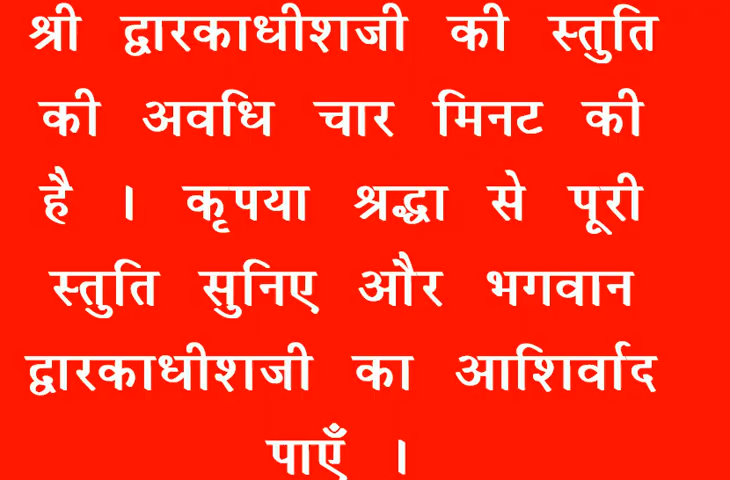 श्री द्वारकाधीशजी की स्तुति
की अवधि चार मिनट की
है । कृपया श्रद्धा से पूरी
स्तुति सुनिए और भगवान
द्वारकाधीशजी का आशिर्वाद
पाएँ ।